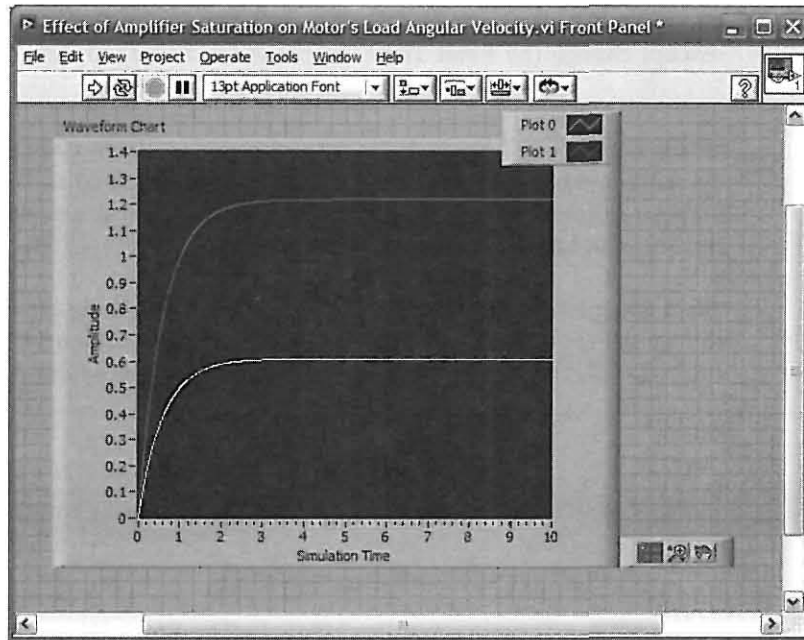 Effect of Amplifier Saturation on Motor's Load Angular Velocity.vi Front Panel *
File Edit View Project Operate Tools Window Help
13pt Application Font
?
1
Waveform Chart
Plot 0
Plot 1
1.4
1.3
1.2
1.1
1
0.9
0.8
0.7
0.6
0.5
0.4
0.3
0.2
0.1
0
Amplitude
0 1 2 3 4 5 6 7 8 9 10
Simulation Time